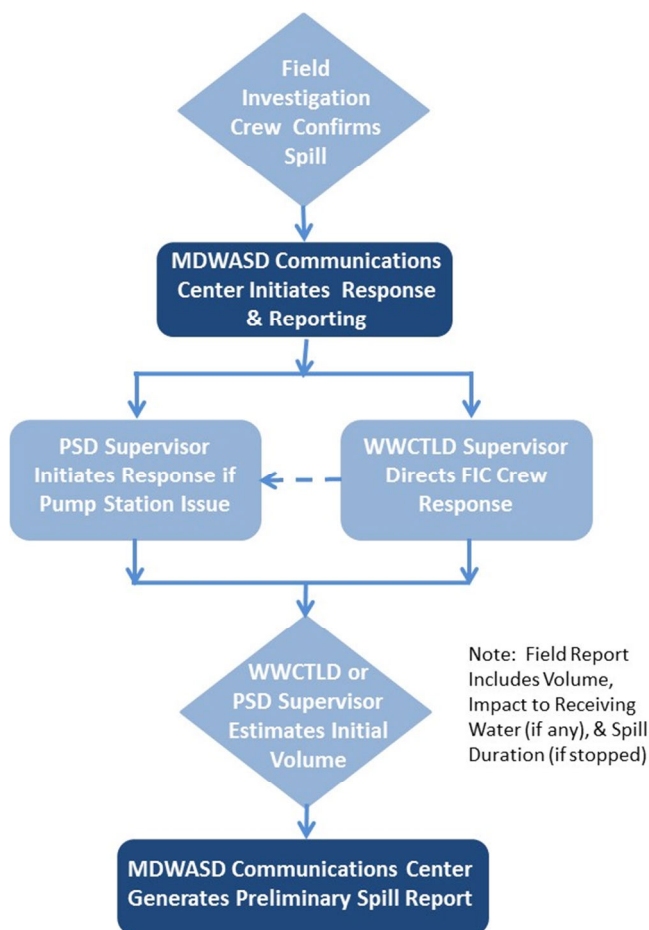 Field
Investigation
Crew Confirms
Spill
MDWASD Communications
Center Initiates Response
& Reporting
PSD Supervisor
Initiates Response if
Pump Station Issue
WWCTLD Supervisor
Directs FIC Crew
Response
WWCTLD or
PSD Supervisor
Estimates Initial
Volume
Note: Field Report
Includes Volume,
Impact to Receiving
Water (if any), & Spill
Duration (if stopped)
MDWASD Communications Center
Generates Preliminary Spill Report